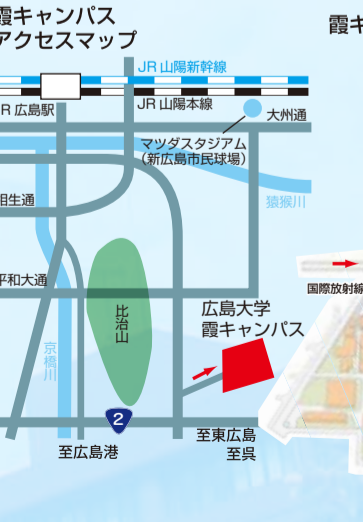 霞キャンパス
アクセスマップ
霞キ
JR 山陽新幹線
R 広島駅
JR 山陽本線
大州通
マツダスタジアム
(新広島市民球場)
相生通
猿猴川
平和大通
国際放射線
比治山
広島大学
霞キャンパス
京橋川
2
至広島港
至東広島
至呉